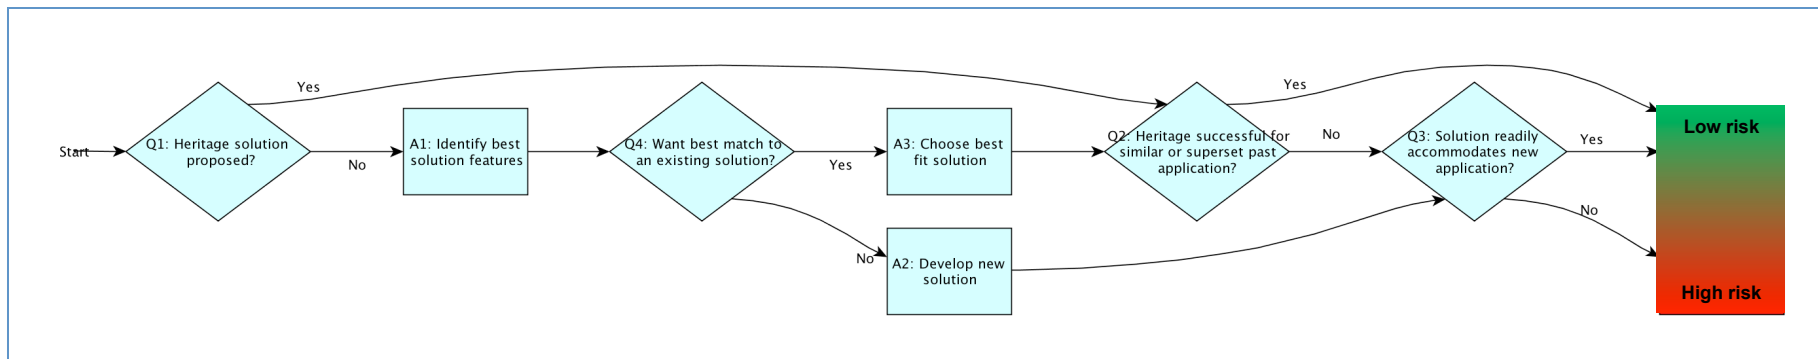 Start
Q1: Heritage solution
proposed?
Yes
No
A1: Identify best
solution features
Q4: Want best match to
an existing solution?
Yes
No
A3: Choose best
fit solution
A2: Develop new
solution
Q2: Heritage successful for
similar or superset past
application?
Yes
No
Q3: Solution readily
accommodates new
application?
Yes
No
Low risk
High risk